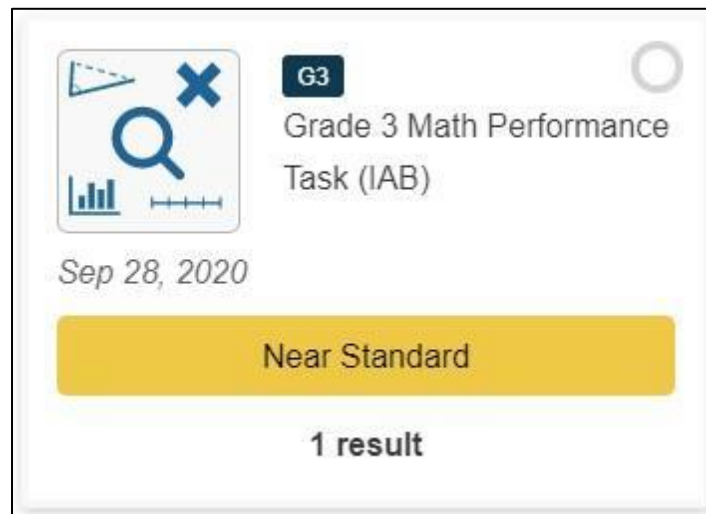 G3
Grade 3 Math Performance
Task (IAB)
Sep 28, 2020
Near Standard
1 result